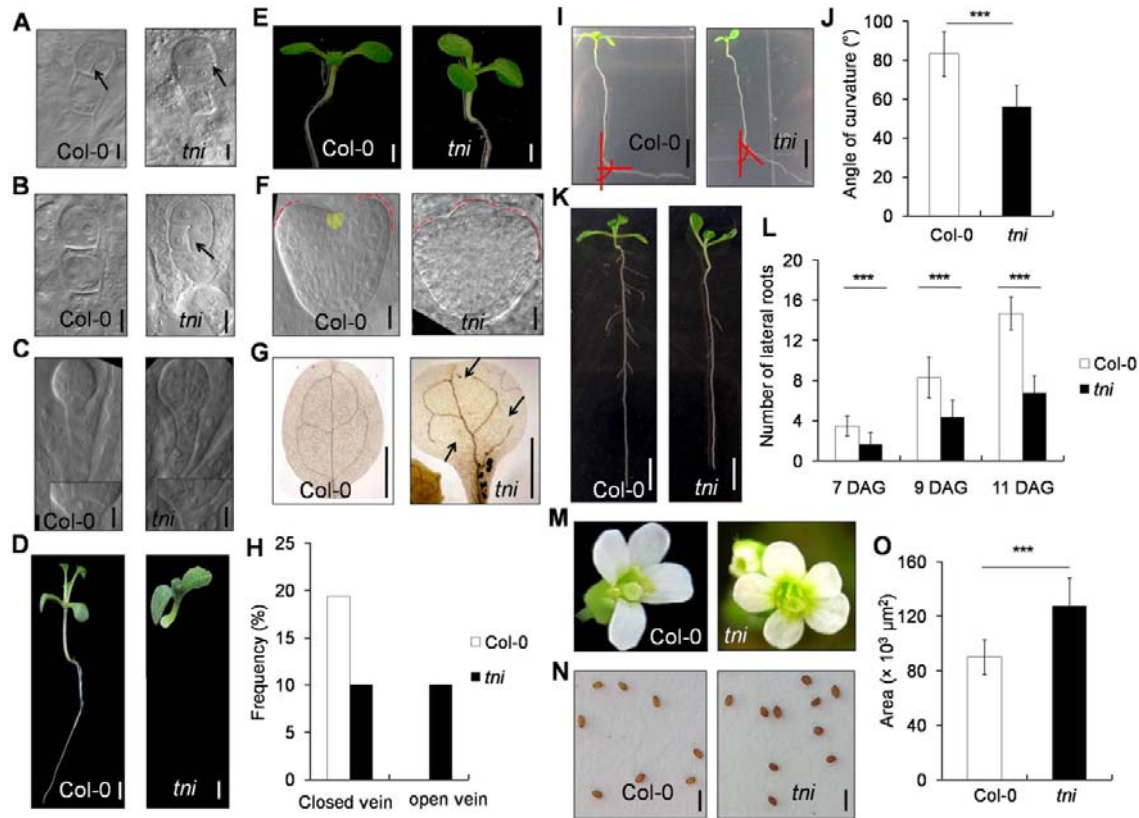 A
Col-0
tni
B
Col-0
tni
C
Col-0
tni
D
Col-0
tni
E
Col-0
tni
F
Col-0
tni
G
Col-0
tni
H
Frequency (%)
25
20
15
10
5
0
Closed vein
open vein
Col-0
tni
I
Col-0
tni
J
Angle of curvature (°)
100
80
60
40
20
0
***
Col-0
tni
K
Col-0
tni
L
Number of lateral roots
20
16
12
8
4
0
*** *** ***
7 DAG 9 DAG 11 DAG
Col-0
tni
M
Col-0
tni
N
Col-0
tni
O
Area (× 10³ µm²)
160
120
80
40
0
***
Col-0
tni